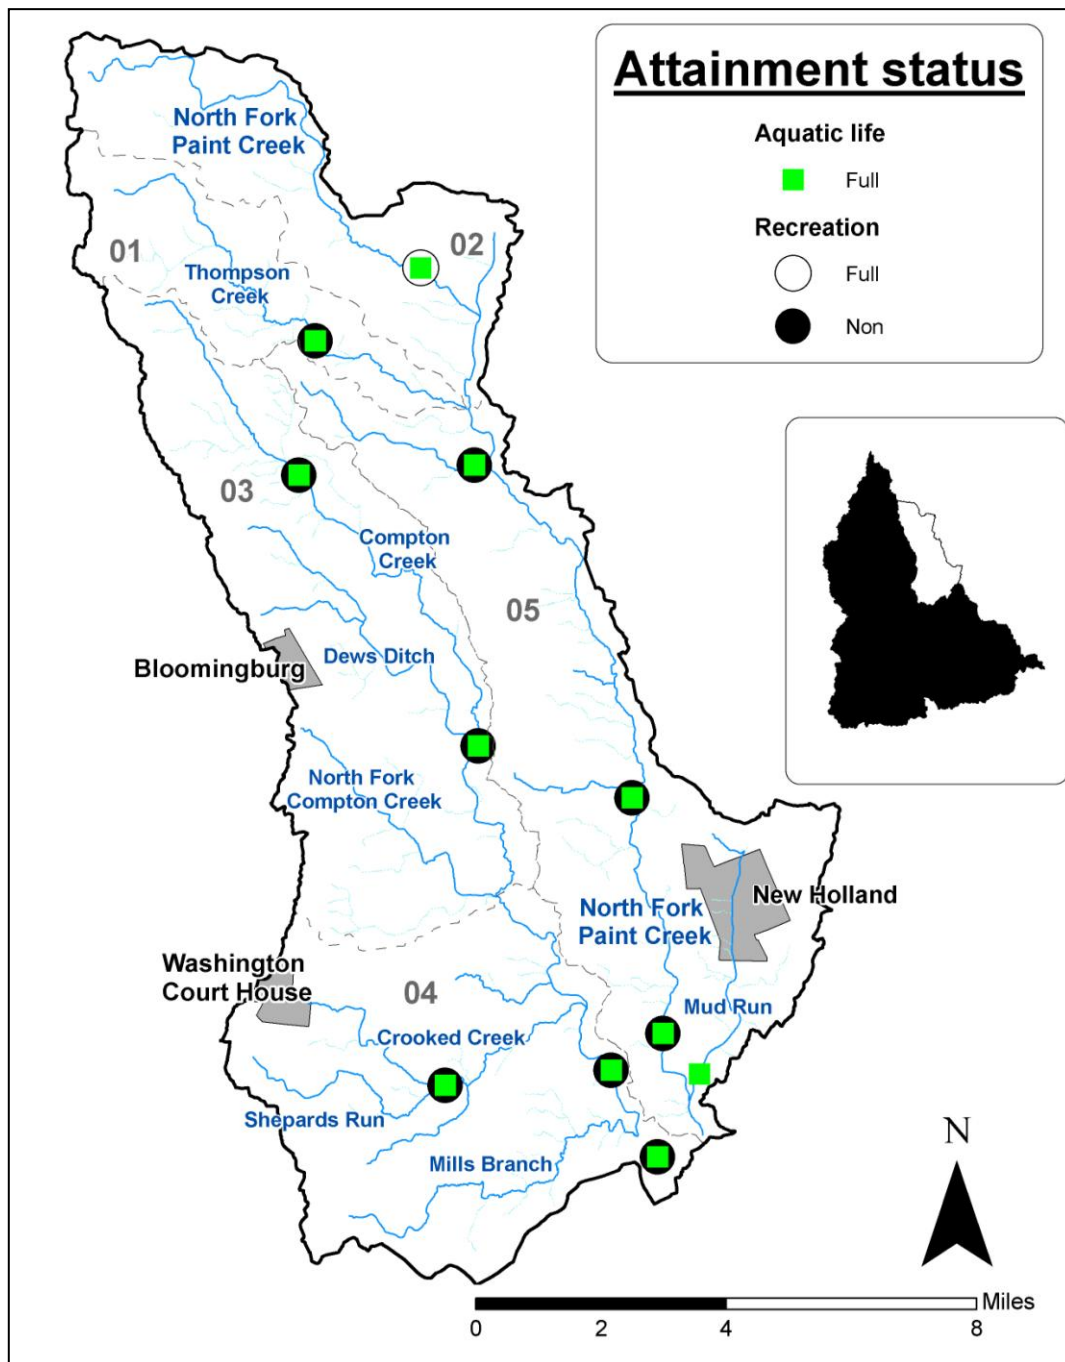 Attainment status
Aquatic life
Full
Recreation
Full
Non
North Fork
Paint Creek
01
02
Thompson
Creek
03
Compton
Creek
05
Dews Ditch
Bloomingburg
North Fork
Compton Creek
New Holland
North Fork
Paint Creek
Washington
Court House
04
Mud Run
Crooked Creek
Shepards Run
Mills Branch
N
Miles
0 2 4 8